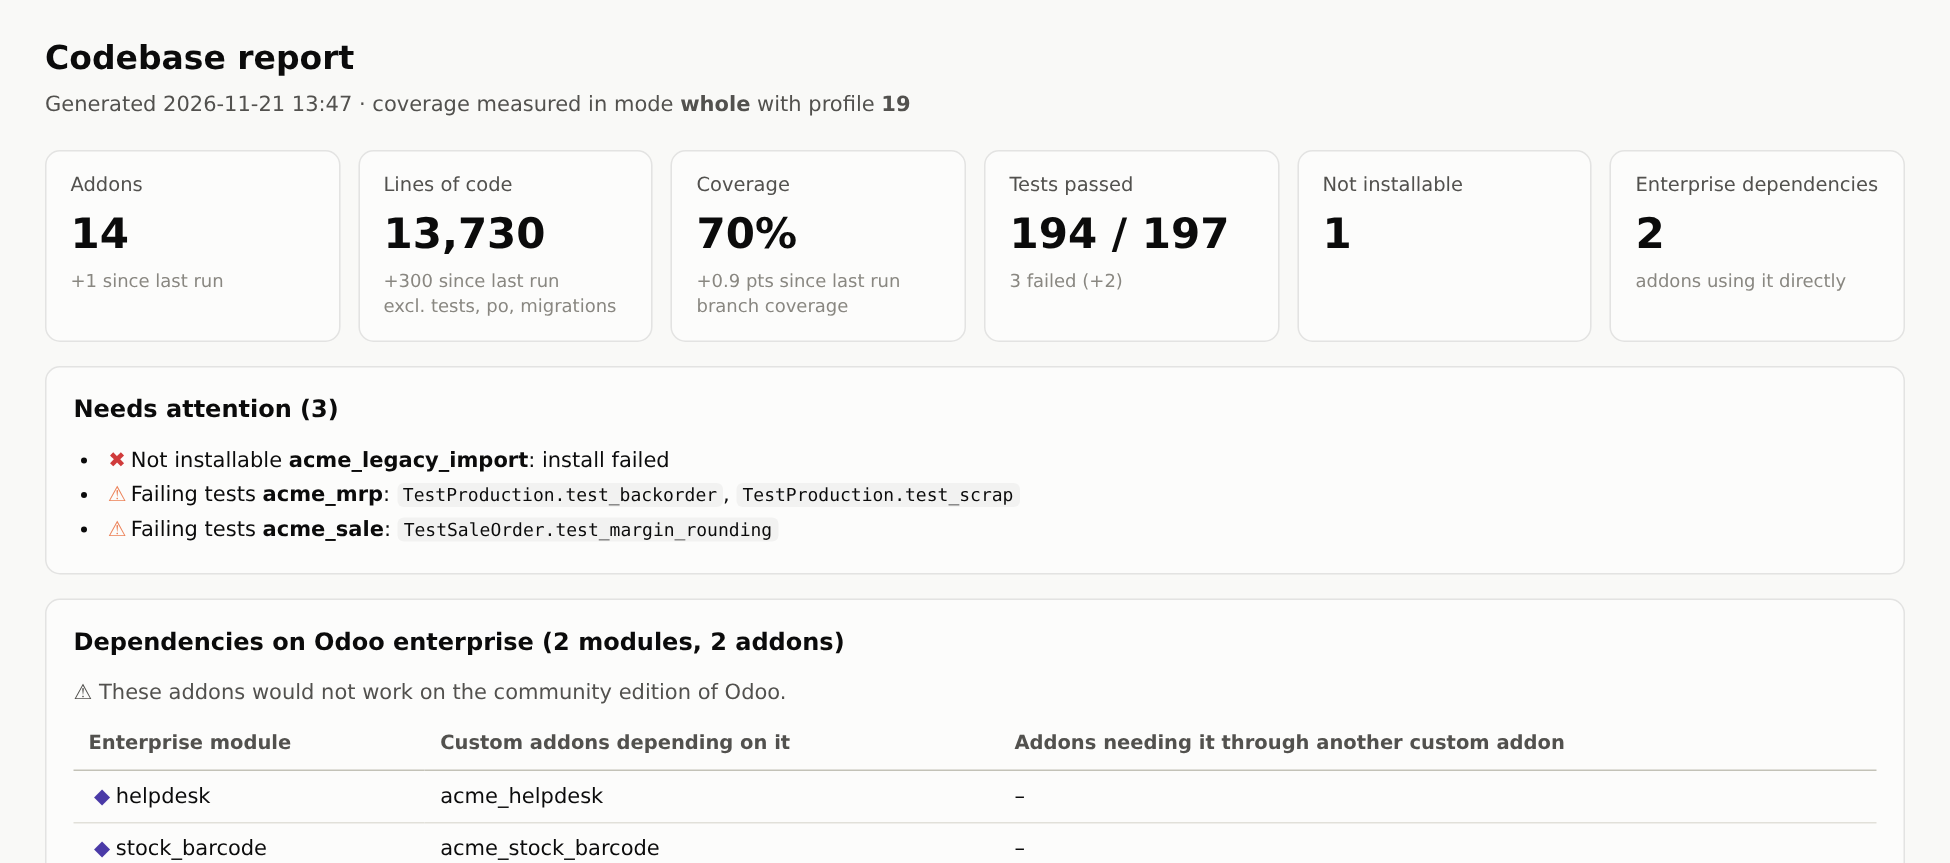 Codebase report
Generated 2026-11-21 13:47 · coverage measured in mode whole with profile 19
Addons
14
+1 since last run
Lines of code
13,730
+300 since last run
excl. tests, po, migrations
Coverage
70%
+0.9 pts since last run
branch coverage
Tests passed
194 / 197
3 failed (+2)
Not installable
1
Enterprise dependencies
2
addons using it directly
Needs attention (3)
• ✖ Not installable acme_legacy_import: install failed
• ⚠ Failing tests acme_mrp: TestProduction.test_backorder, TestProduction.test_scrap
• ⚠ Failing tests acme_sale: TestSaleOrder.test_margin_rounding
Dependencies on Odoo enterprise (2 modules, 2 addons)
⚠ These addons would not work on the community edition of Odoo.
Enterprise module Custom addons depending on it Addons needing it through another custom addon
◆ helpdesk acme_helpdesk –
◆ stock_barcode acme_stock_barcode –